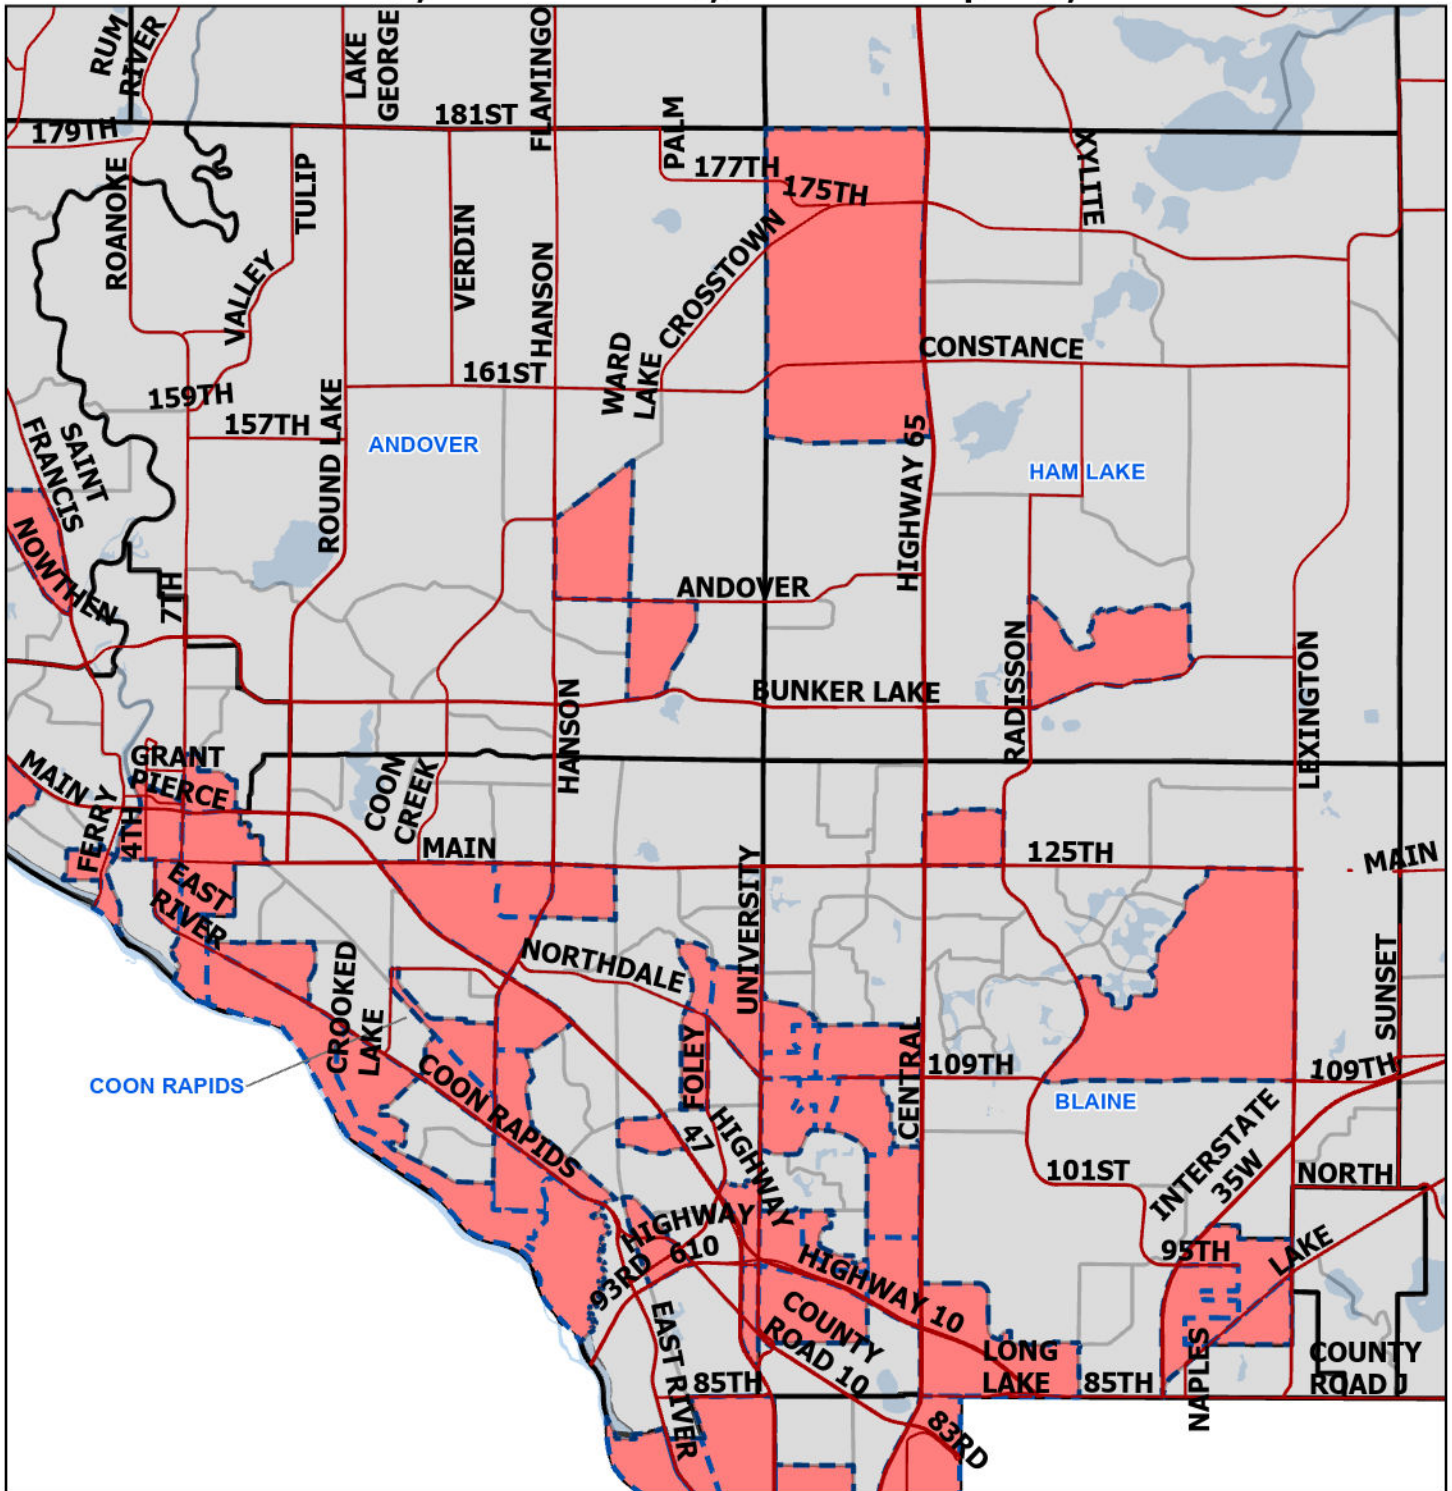 RUM
RIVER
LAKE
GEORGE
FLAMINGO
179TH
181ST
PALM
177TH
175TH
XYLITE
ROANOKE
TULIP
VERDIN
VALLEY
HANSON
CROSSTOWN
WARD
LAKE
CONSTANCE
161ST
159TH
157TH
ROUND LAKE
ANDOVER
HIGHWAY 65
HAM LAKE
SAINT
FRANCIS
NOWTHEN
7TH
ANDOVER
RADISSON
LEXINGTON
BUNKER LAKE
HANSON
GRANT
PIERCE
MAIN
FERRY
4TH
COON
CREEK
MAIN
125TH
MAIN
EAST
RIVER
UNIVERSITY
NORTHDALE
CROOKED
LAKE
SUNSET
FOLEY
CENTRAL
109TH
109TH
COON RAPIDS
COON RAPIDS
BLAINE
47
HIGHWAY
INTERSTATE
35W
101ST
NORTH
HIGHWAY
610
93RD
95TH
LAKE
HIGHWAY 10
COUNTY
ROAD 10
EAST RIVER
LONG
LAKE
85TH
85TH
NAPLES
COUNTY
ROAD J
83RD